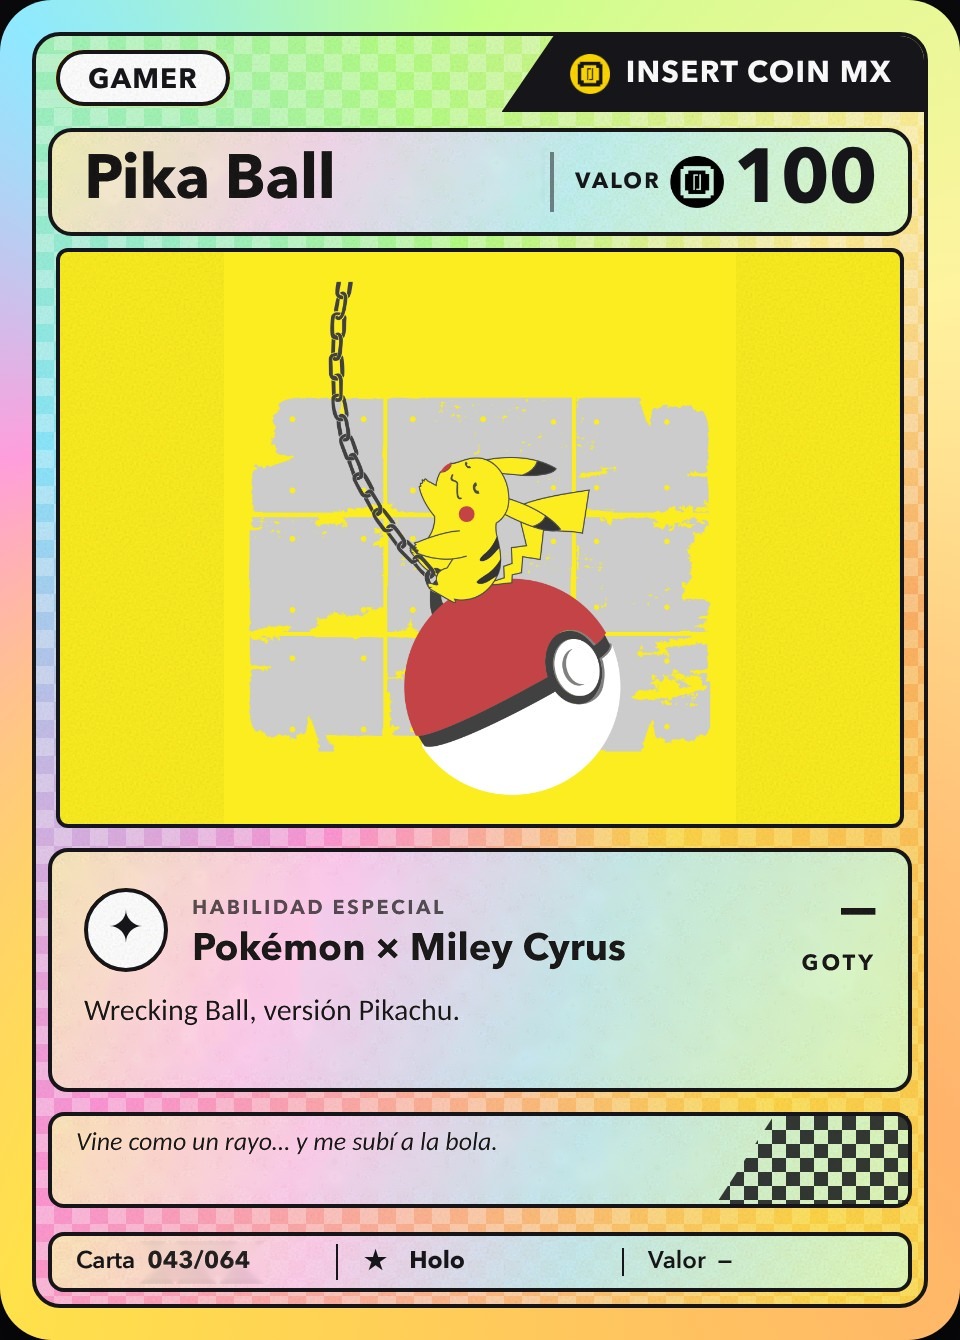 GAMER
INSERT COIN MX
Pika Ball
VALOR 100
HABILIDAD ESPECIAL
Pokémon × Miley Cyrus
–
GOTY
Wrecking Ball, versión Pikachu.
Vine como un rayo... y me subí a la bola.
Carta 043/064
★ Holo
Valor –